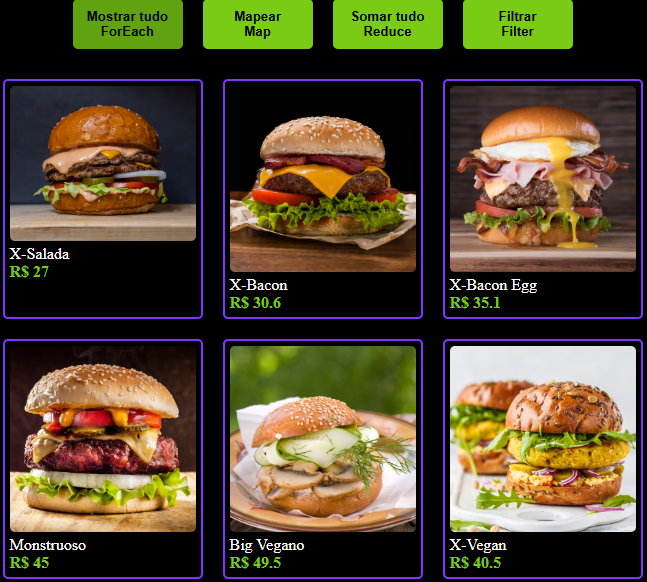 Mostrar tudo
ForEach
Mapear
Map
Somar tudo
Reduce
Filtrar
Filter
X-Salada
R$ 27
X-Bacon
R$ 30.6
X-Bacon Egg
R$ 35.1
Monstruoso
R$ 45
Big Vegano
R$ 49.5
X-Vegan
R$ 40.5